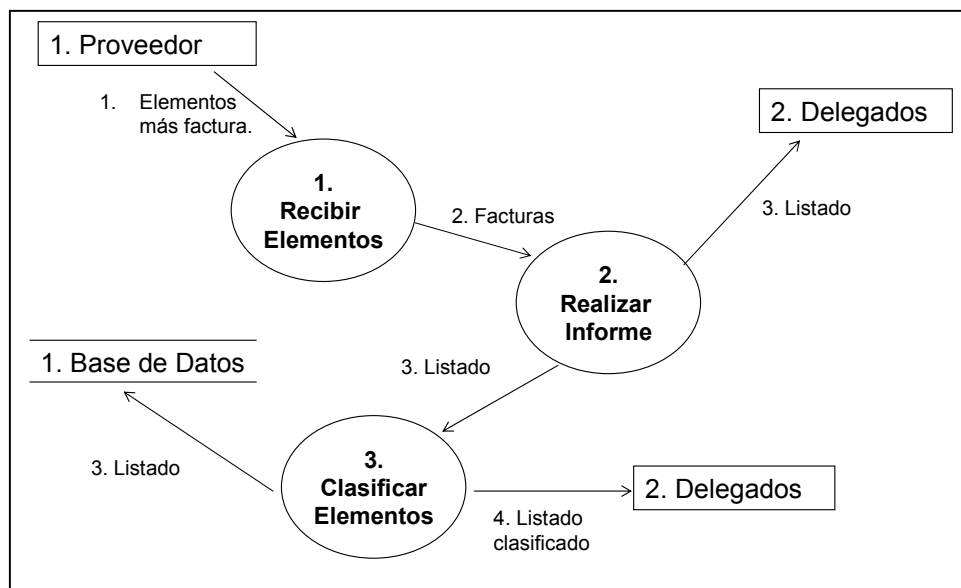 1. Proveedor
1. Elementos
más factura.
2. Delegados
1.
Recibir
Elementos
2. Facturas
3. Listado
2.
Realizar
Informe
1. Base de Datos
3. Listado
3. Listado
3.
Clasificar
Elementos
2. Delegados
4. Listado
clasificado